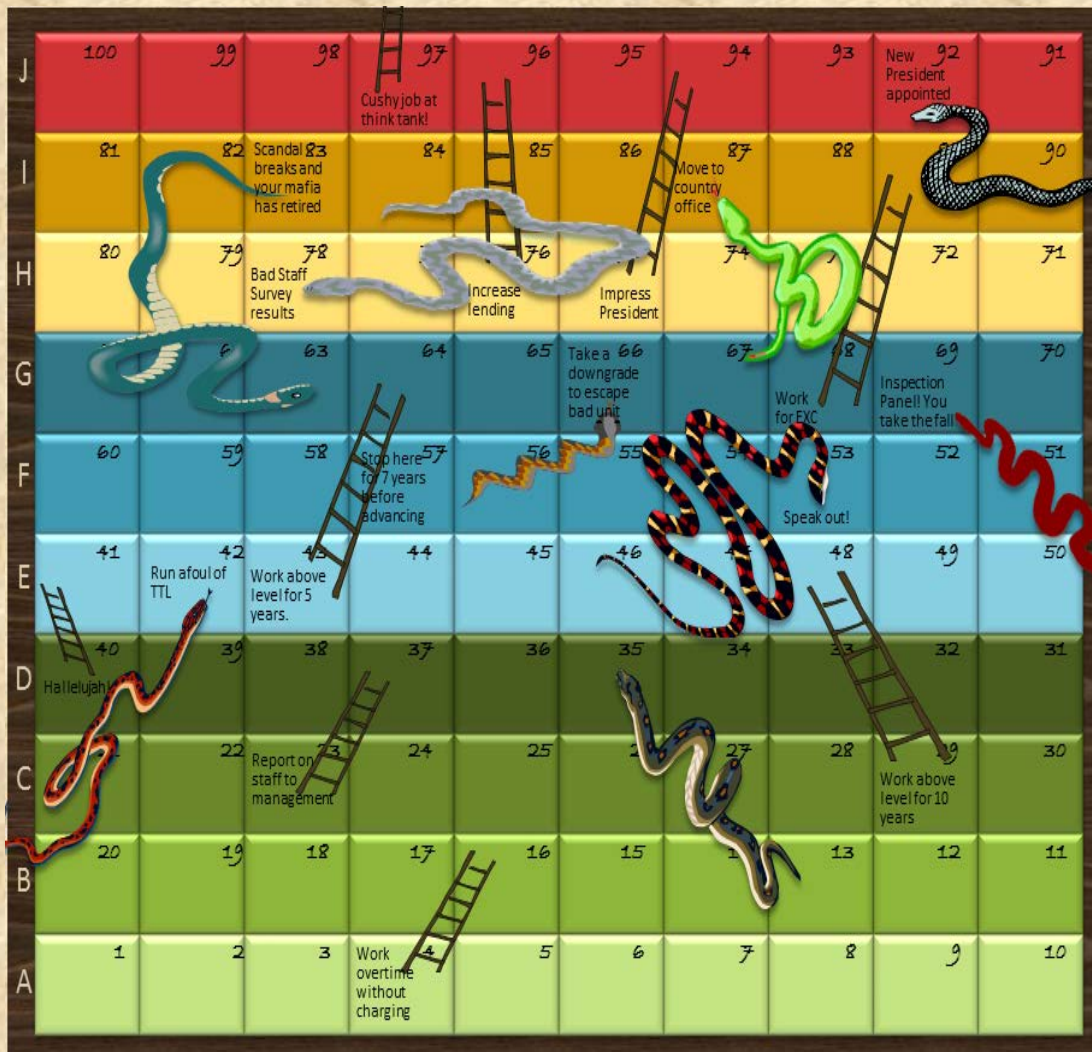 J
100 99 98 97 96 95 94 93 92 91
Cushy job at
think tank!
New
President
appointed
I
81 82 83 84 85 86 87 88 90
Scandal
breaks and
your mafia
has retired
Move to
country
office
H
80 79 78 76 74 72 71
Bad Staff
Survey
results
Increase
lending
Impress
President
G
63 64 65 66 67 68 69 70
Take a
downgrade
to escape
bad unit
Work
for EXC
Inspection
Panel! You
take the fall
F
60 59 58 57 56 55 54 53 52 51
Stop here
for 7 years
before
advancing
Speak out!
E
41 42 43 44 45 46 48 49 50
Run afoul of
TTL
Work above
level for 5
years.
D
40 39 38 37 36 35 34 33 32 31
Hallelujah!
C
22 23 24 25 27 28 30
Report on
staff to
management
Work above
level for 10
years
B
20 19 18 17 16 15 13 12 11
A
1 2 3 4 5 6 7 8 9 10
Work
overtime
without
charging